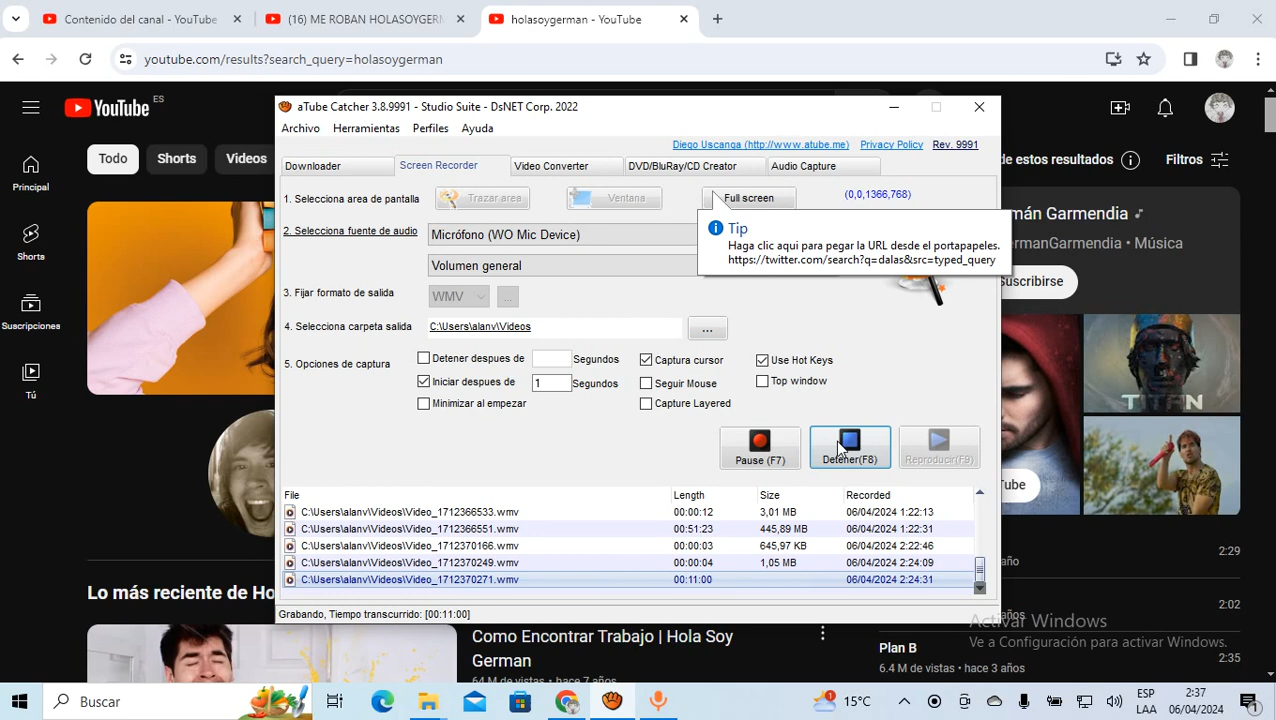 Contenido del canal - YouTube
(16) ME ROBAN HOLASOYGERM
holasoygerman - YouTube
youtube.com/results?search_query=holasoygerman
YouTube ES
aTube Catcher 3.8.9991 - Studio Suite - DsNET Corp. 2022
Archivo Herramientas Perfiles Ayuda
Diego Uscanga (http://www.atube.me) Privacy Policy Rev. 9991
Todo Shorts Videos
de estos resultados Filtros
Downloader Screen Recorder Video Converter DVD/BluRay/CD Creator Audio Capture
Principal
1. Selecciona area de pantalla Trazar area Ventana Full screen (0,0,1366,768)
mán Garmendia
2. Selecciona fuente de audio Micrófono (WO Mic Device)
Tip
Haga clic aqui para pegar la URL desde el portapapeles.
https://twitter.com/search?q=dalas&src=typed_query
ermanGarmendia • Música
Shorts
Volumen general
uscribirse
3. Fijar formato de salida WMV ...
Suscripciones
4. Selecciona carpeta salida C:\Users\alanv\Videos ...
5. Opciones de captura Detener despues de Segundos Captura cursor Use Hot Keys
Iniciar despues de 1 Segundos Seguir Mouse Top window
Minimizar al empezar Capture Layered
Tú
TITAN
Pause (F7) Detener(F8) Reproducir(F9)
ube
File Length Size Recorded
C:\Users\alanv\Videos\Video_1712366533.wmv 00:00:12 3,01 MB 06/04/2024 1:22:13
C:\Users\alanv\Videos\Video_1712366551.wmv 00:51:23 445,89 MB 06/04/2024 1:22:31
C:\Users\alanv\Videos\Video_1712370166.wmv 00:00:03 645,97 KB 06/04/2024 2:22:46
C:\Users\alanv\Videos\Video_1712370249.wmv 00:00:04 1,05 MB 06/04/2024 2:24:09
C:\Users\alanv\Videos\Video_1712370271.wmv 00:11:00 06/04/2024 2:24:31
año
2:29
Lo más reciente de Ho
2:02
Grabando, Tiempo transcurrido: [00:11:00]
años
Activar Windows
Ve a Configuración para activar Windows.
Como Encontrar Trabajo | Hola Soy
German
Plan B
2:35
6.4 M de vistas • hace 7 años
6.4 M de vistas • hace 3 años
Buscar
1
15°C
ESP
LAA
2:37
06/04/2024
1